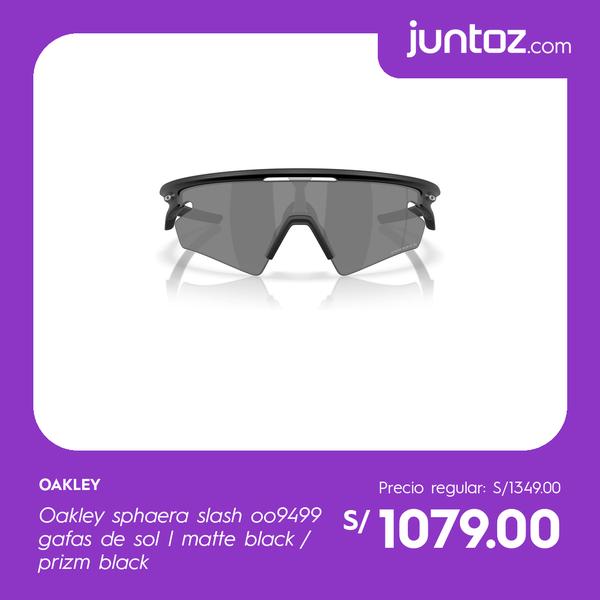 juntoz.com
OAKLEY
Oakley sphaera slash oo9499
gafas de sol | matte black /
prizm black
Precio regular: S/1349.00
S/ 1079.00